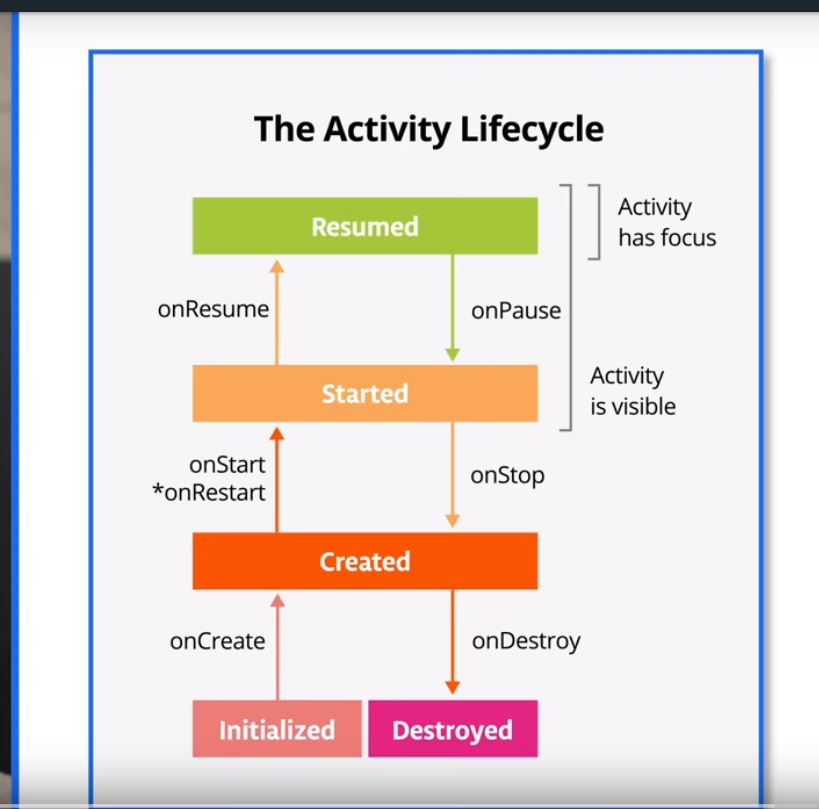 The Activity Lifecycle
Resumed
Activity
has focus
onResume
onPause
Started
Activity
is visible
onStart
*onRestart
onStop
Created
onCreate
onDestroy
Initialized
Destroyed